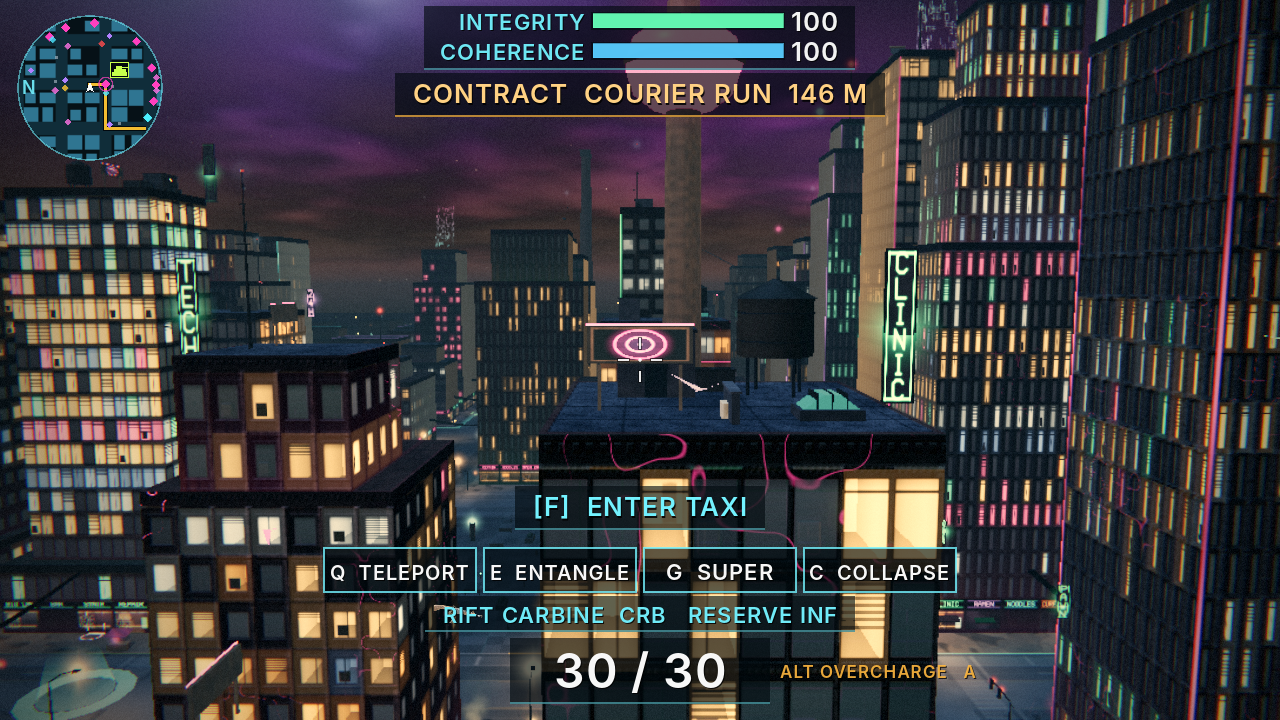 INTEGRITY 100
COHERENCE 100
CONTRACT COURIER RUN 146 M
N
TECH
CLINIC
[F] ENTER TAXI
Q TELEPORT
E ENTANGLE
G SUPER
C COLLAPSE
RAMEN NOODLES
RIFT CARBINE CRB RESERVE INF
30 / 30
ALT OVERCHARGE A